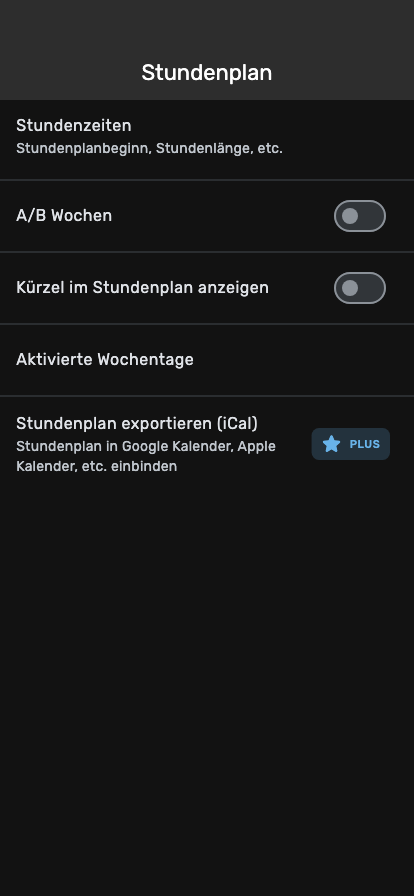 Stundenplan
Stundenzeiten
Stundenplanbeginn, Stundenlänge, etc.
A/B Wochen
Kürzel im Stundenplan anzeigen
Aktivierte Wochentage
Stundenplan exportieren (iCal)
Stundenplan in Google Kalender, Apple
Kalender, etc. einbinden
PLUS